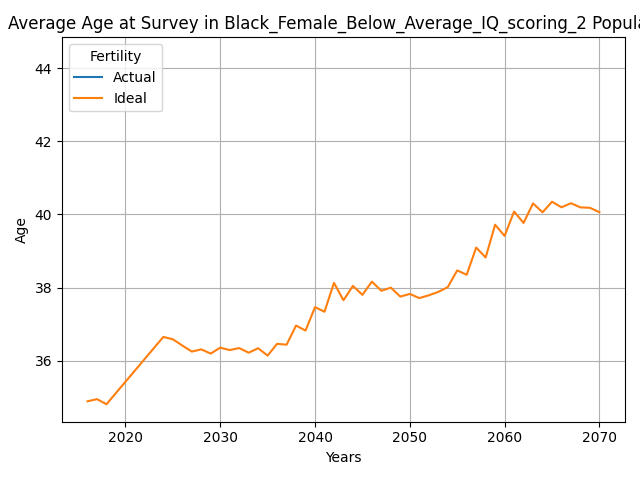 Average Age at Survey in Black_Female_Below_Average_IQ_scoring_2
Fertility
Actual
Ideal
44
42
40
38
36
Age
2020 2030 2040 2050 2060 2070
Years